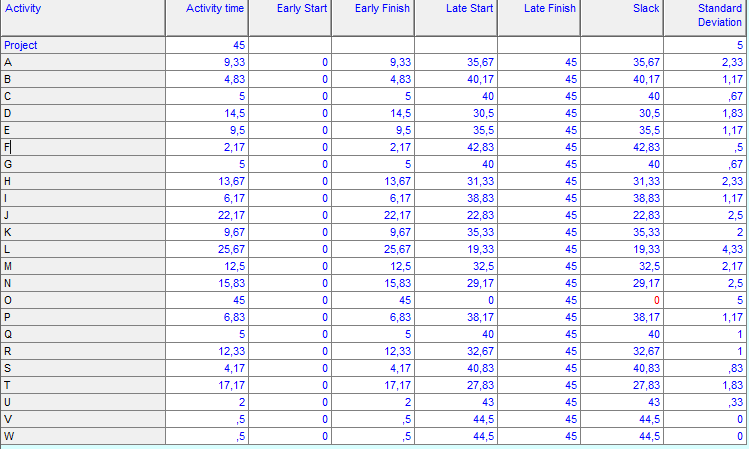 Activity Activity time Early Start Early Finish Late Start Late Finish Slack Standard Deviation
Project 45 5
A 9,33 0 9,33 35,67 45 35,67 2,33
B 4,83 0 4,83 40,17 45 40,17 1,17
C 5 0 5 40 45 40 ,67
D 14,5 0 14,5 30,5 45 30,5 1,83
E 9,5 0 9,5 35,5 45 35,5 1,17
F 2,17 0 2,17 42,83 45 42,83 ,5
G 5 0 5 40 45 40 ,67
H 13,67 0 13,67 31,33 45 31,33 2,33
I 6,17 0 6,17 38,83 45 38,83 1,17
J 22,17 0 22,17 22,83 45 22,83 2,5
K 9,67 0 9,67 35,33 45 35,33 2
L 25,67 0 25,67 19,33 45 19,33 4,33
M 12,5 0 12,5 32,5 45 32,5 2,17
N 15,83 0 15,83 29,17 45 29,17 2,5
O 45 0 45 0 45 0 5
P 6,83 0 6,83 38,17 45 38,17 1,17
Q 5 0 5 40 45 40 1
R 12,33 0 12,33 32,67 45 32,67 1
S 4,17 0 4,17 40,83 45 40,83 ,83
T 17,17 0 17,17 27,83 45 27,83 1,83
U 2 0 2 43 45 43 ,33
V ,5 0 ,5 44,5 45 44,5 0
W ,5 0 ,5 44,5 45 44,5 0